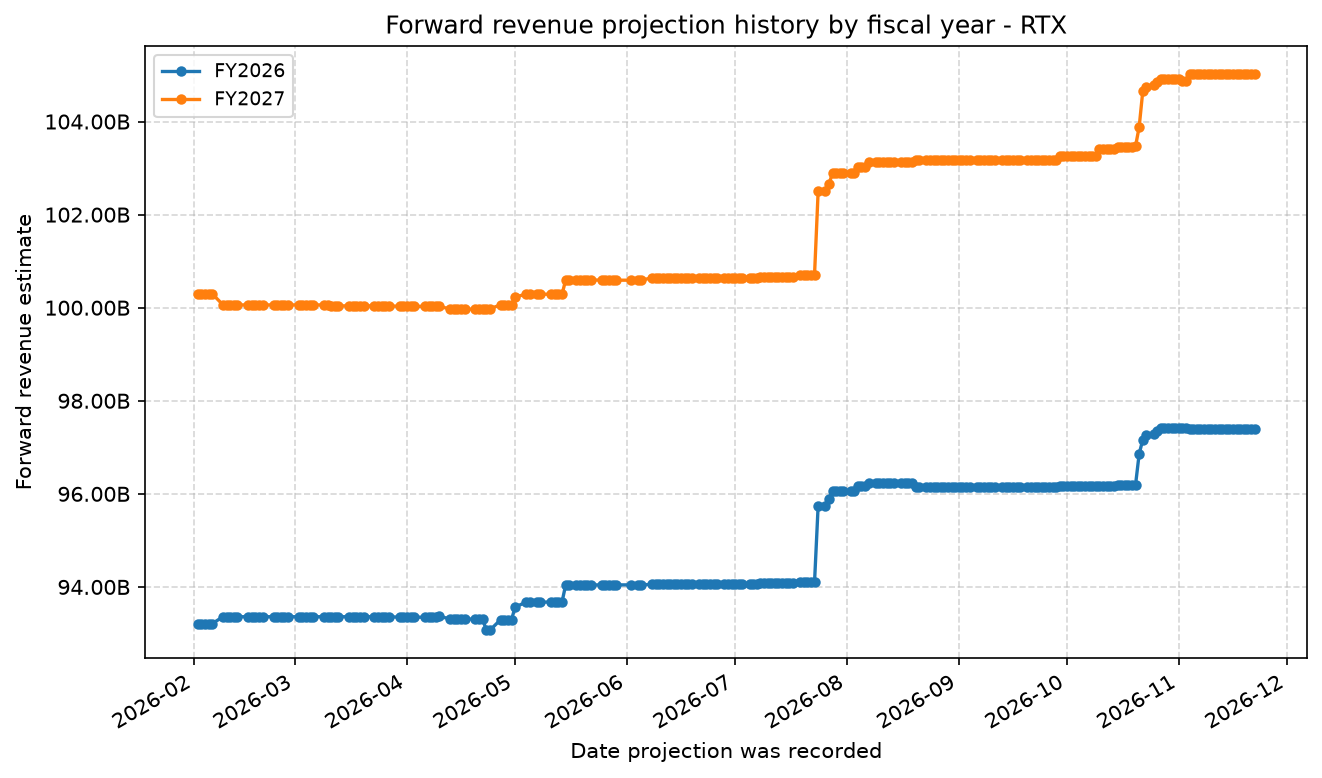 Forward revenue projection history by fiscal year - RTX
FY2026
FY2027
104.00B
102.00B
100.00B
98.00B
96.00B
94.00B
Forward revenue estimate
2026-02
2026-03
2026-04
2026-05
2026-06
2026-07
2026-08
2026-09
2026-10
2026-11
2026-12
Date projection was recorded